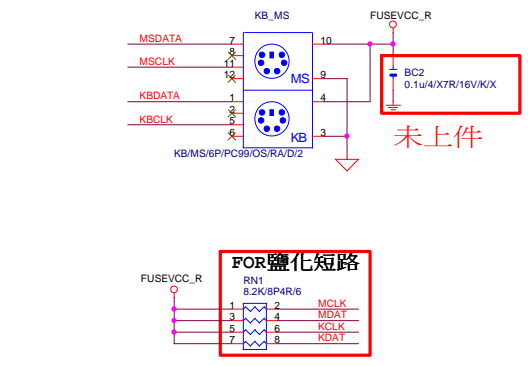 KB_MS
FUSEVCC_R
MSDATA
7
10
8
MSCLK
11
12
MS
9
BC2
0.1u/4/X7R/16V/K/X
KBDATA
1
4
2
KBCLK
5
6
KB
3
未上件
KB/MS/6P/PC99/OS/RA/D/2
FOR鹽化短路
FUSEVCC_R
RN1
8.2K/8P4R/6
1
2
MCLK
3
4
MDAT
5
6
KCLK
7
8
KDAT